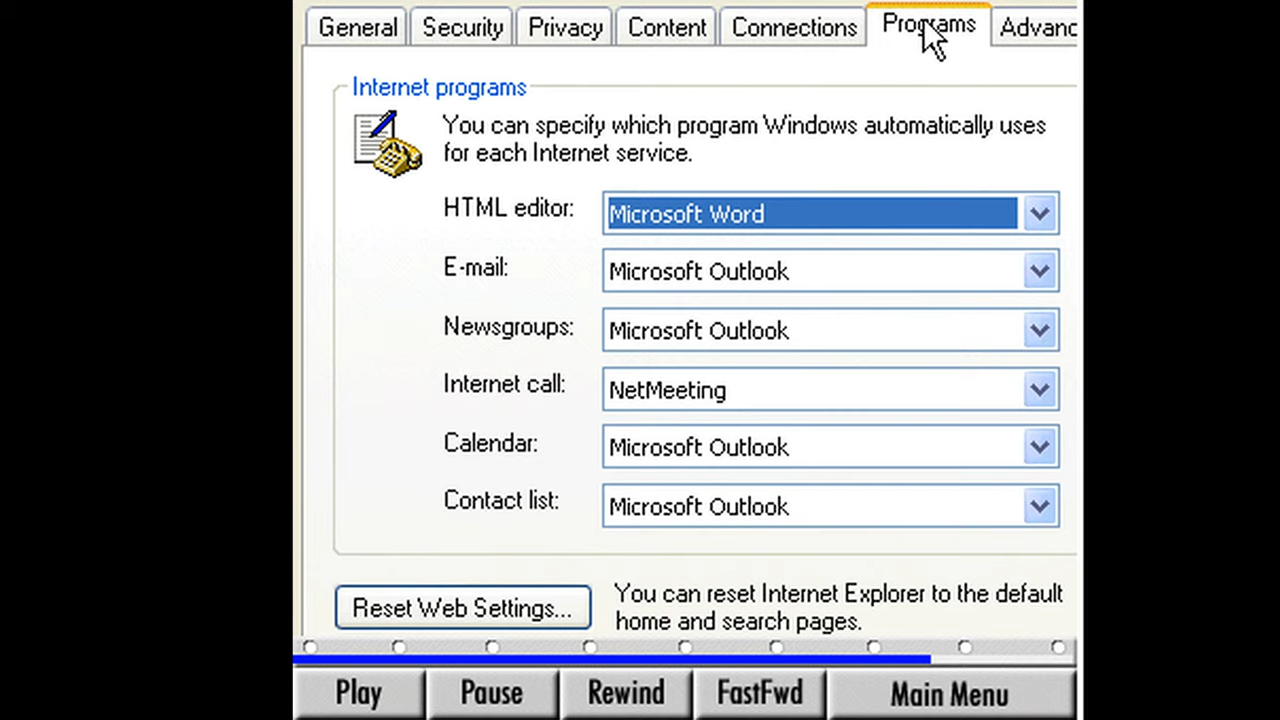 General Security Privacy Content Connections Programs Advanc
Internet programs
You can specify which program Windows automatically uses
for each Internet service.
HTML editor: Microsoft Word
E-mail: Microsoft Outlook
Newsgroups: Microsoft Outlook
Internet call: NetMeeting
Calendar: Microsoft Outlook
Contact list: Microsoft Outlook
Reset Web Settings... You can reset Internet Explorer to the default
home and search pages.
Play Pause Rewind FastFwd Main Menu